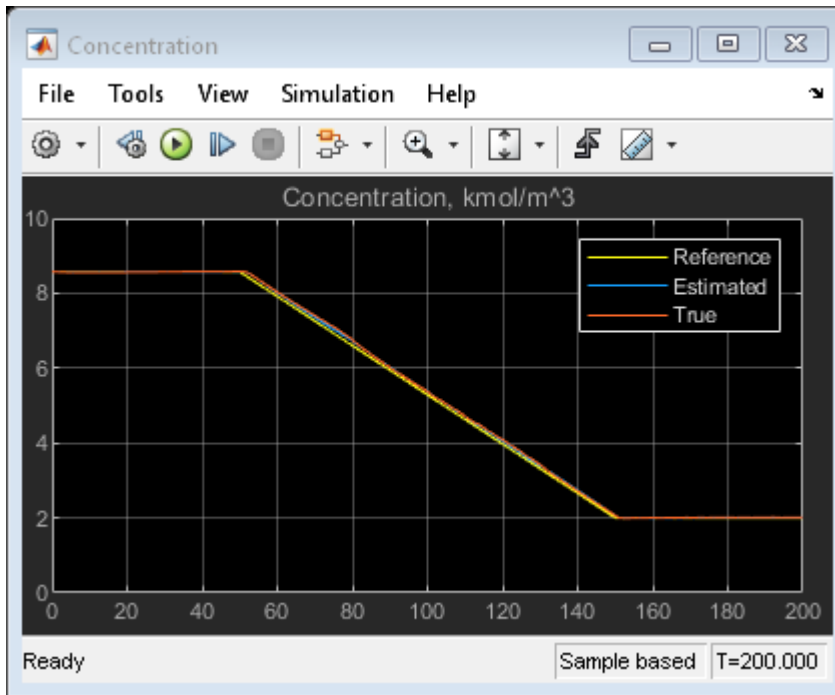 Concentration
File Tools View Simulation Help
Concentration, kmol/m^3
10
8
6
4
2
0
Reference
Estimated
True
0 20 40 60 80 100 120 140 160 180 200
Ready Sample based T=200.000